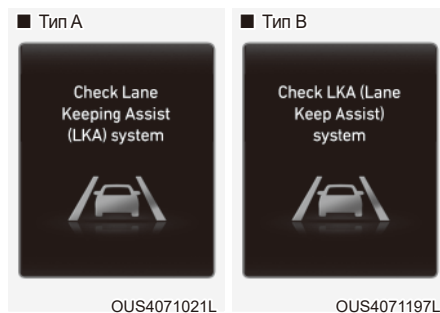 ■ Тип А
Check Lane
Keeping Assist
(LKA) system
OUS4071021L
■ Тип В
Check LKA (Lane
Keep Assist)
system
OUS4071197L